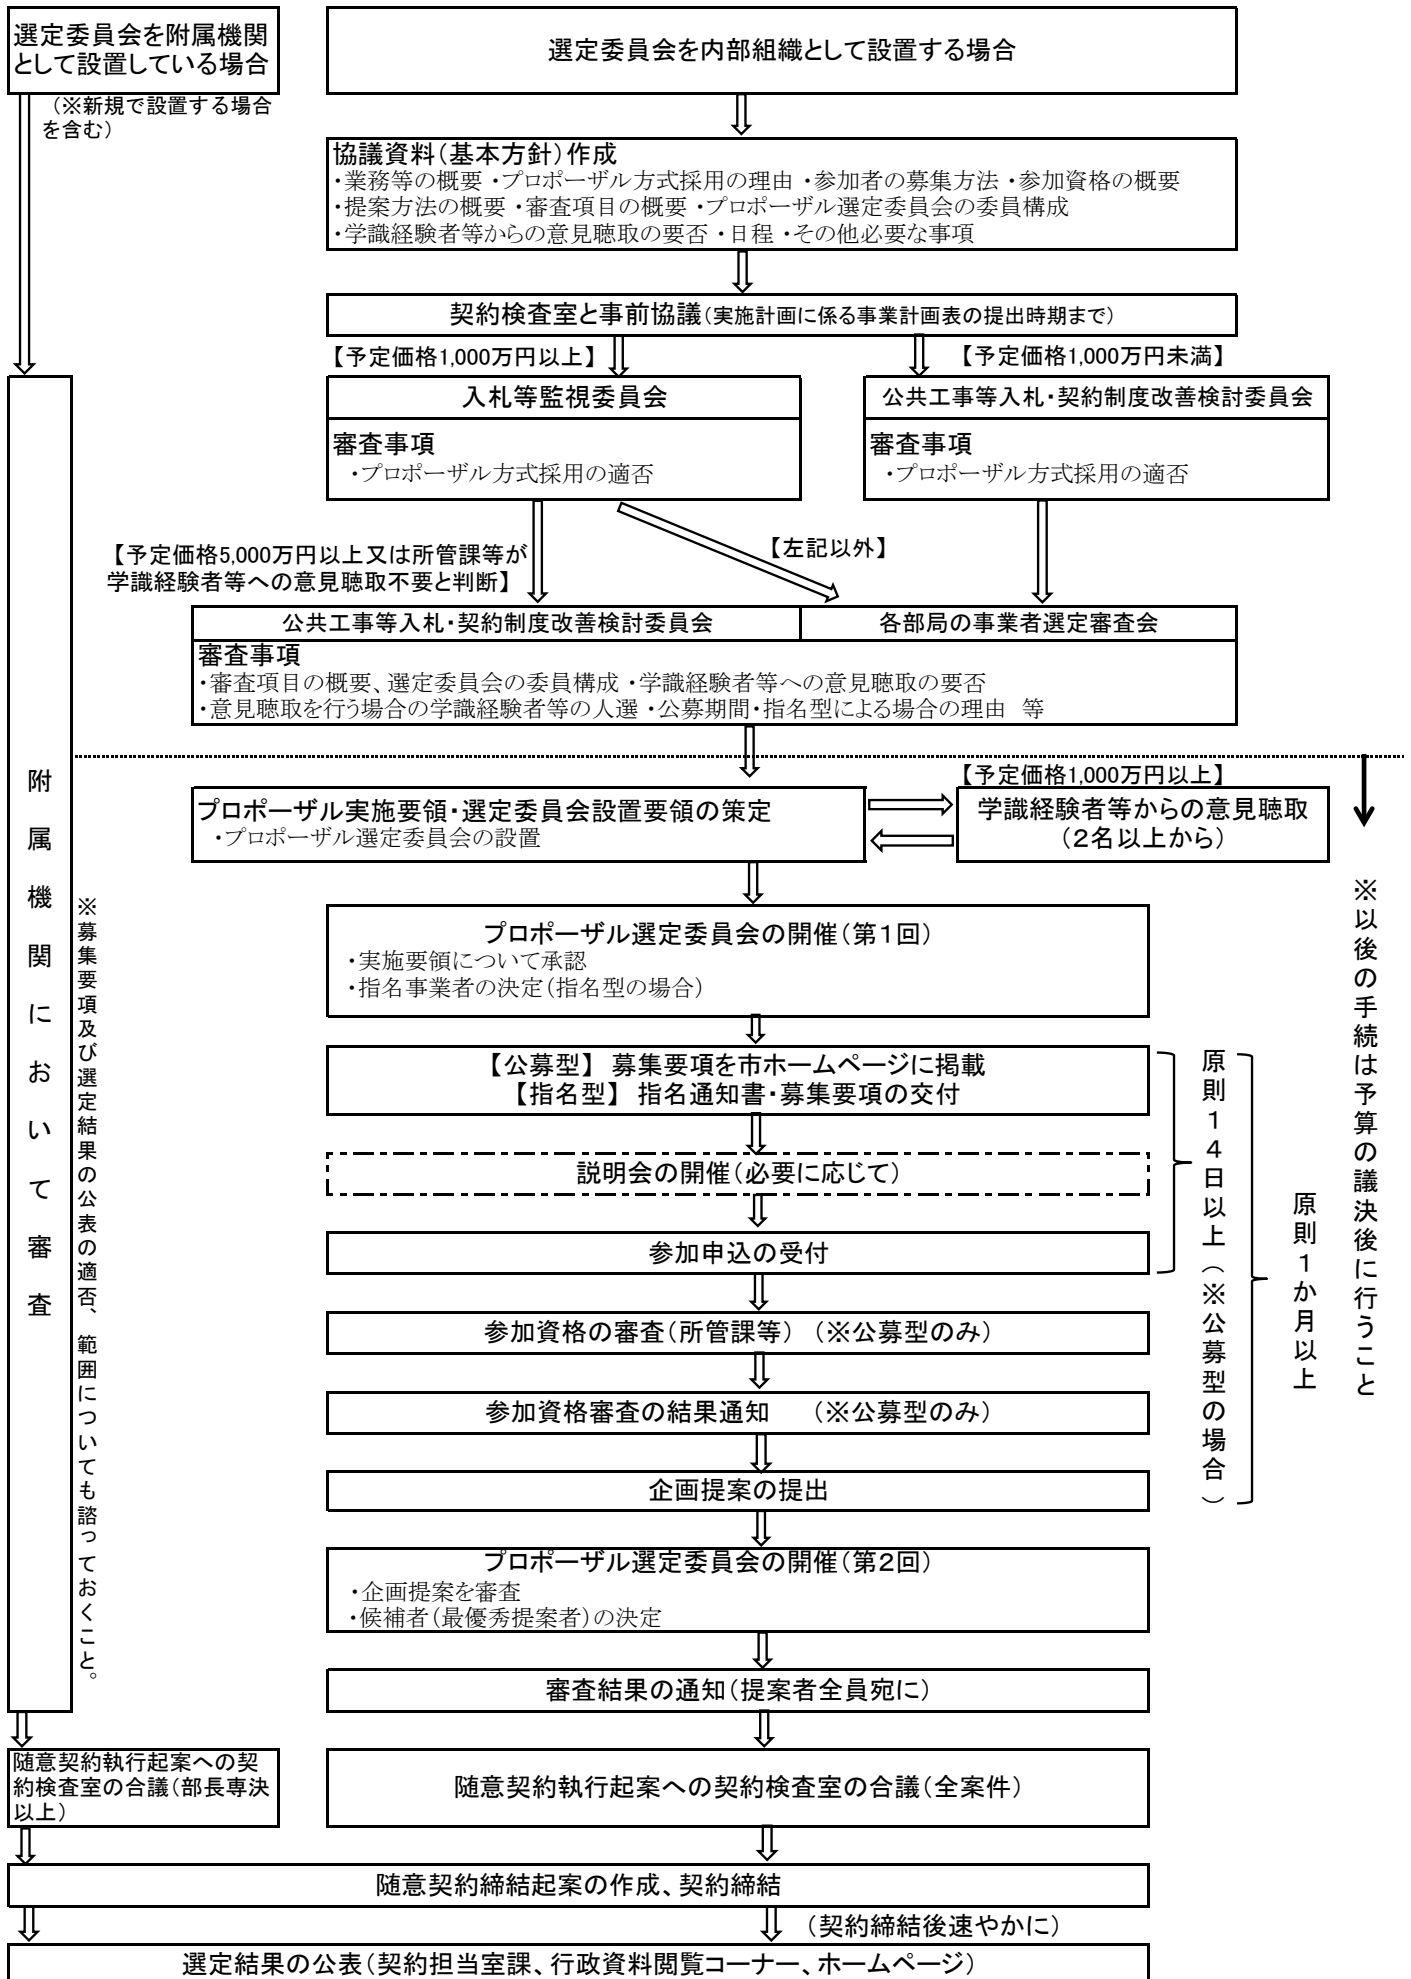 選定委員会を附属機関
として設置している場合
（※新規で設置する場合
を含む）
選定委員会を内部組織として設置する場合
協議資料（基本方針）作成
・業務等の概要 ・プロポーザル方式採用の理由 ・参加者の募集方法 ・参加資格の概要
・提案方法の概要 ・審査項目の概要 ・プロポーザル選定委員会の委員構成
・学識経験者等からの意見聴取の要否 ・日程 ・その他必要な事項
契約検査室と事前協議（実施計画に係る事業計画表の提出時期まで）
【予定価格1,000万円以上】
【予定価格1,000万円未満】
入札等監視委員会
審査事項
・プロポーザル方式採用の適否
公共工事等入札・契約制度改善検討委員会
審査事項
・プロポーザル方式採用の適否
【予定価格5,000万円以上又は所管課等が
学識経験者等への意見聴取不要と判断】
【左記以外】
公共工事等入札・契約制度改善検討委員会
各部局の事業者選定審査会
審査事項
・審査項目の概要、選定委員会の委員構成 ・学識経験者等への意見聴取の要否
・意見聴取を行う場合の学識経験者等の人選 ・公募期間・指名型による場合の理由　等
プロポーザル実施要領・選定委員会設置要領の策定
・プロポーザル選定委員会の設置
【予定価格1,000万円以上】
学識経験者等からの意見聴取
（２名以上から）
※以後の手続は予算の議決後に行うこと
附属機関において審査
※募集要項及び選定結果の公表の適否、範囲についても諮っておくこと。
プロポーザル選定委員会の開催（第１回）
・実施要領について承認
・指名事業者の決定（指名型の場合）
【公募型】 募集要項を市ホームページに掲載
【指名型】 指名通知書・募集要項の交付
説明会の開催（必要に応じて）
参加申込の受付
原則１４日以上（※公募型の場合）
原則１か月以上
参加資格の審査（所管課等）　（※公募型のみ）
参加資格審査の結果通知　　（※公募型のみ）
企画提案の提出
プロポーザル選定委員会の開催（第２回）
・企画提案を審査
・候補者（最優秀提案者）の決定
審査結果の通知（提案者全員宛に）
随意契約執行起案への契
約検査室の合議（部長専決
以上）
随意契約執行起案への契約検査室の合議（全案件）
随意契約締結起案の作成、契約締結
（契約締結後速やかに）
選定結果の公表（契約担当室課、行政資料閲覧コーナー、ホームページ）